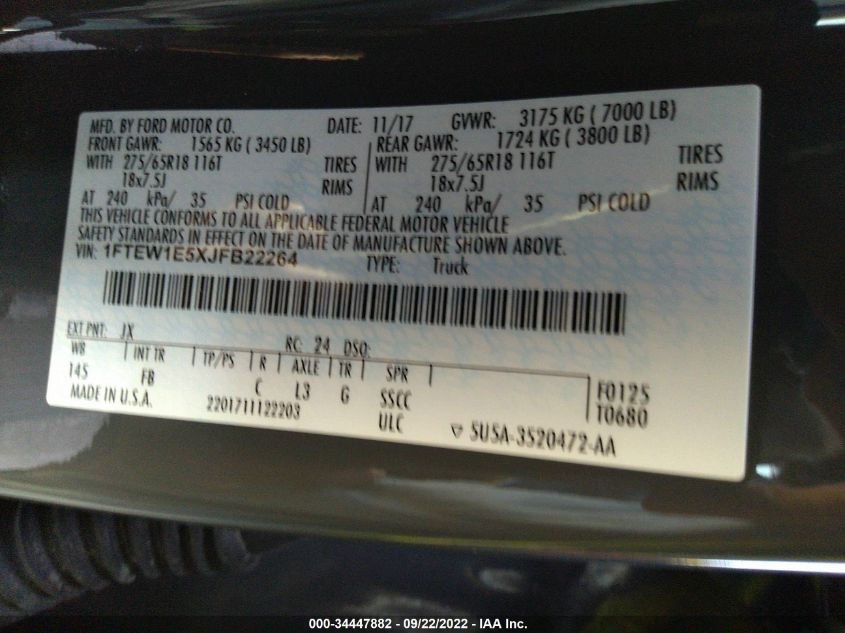 MFD. BY FORD MOTOR CO. DATE: 11/17 GVWR: 3175 KG ( 7000 LB)
FRONT GAWR: 1565 KG ( 3450 LB) REAR GAWR: 1724 KG ( 3800 LB)
WITH 275/65R18 116T TIRES WITH 275/65R18 116T TIRES
18x7.5J RIMS 18x7.5J RIMS
AT 240 kPa/ 35 PSI COLD AT 240 kPa/ 35 PSI COLD
THIS VEHICLE CONFORMS TO ALL APPLICABLE FEDERAL MOTOR VEHICLE
SAFETY STANDARDS IN EFFECT ON THE DATE OF MANUFACTURE SHOWN ABOVE.
VIN: 1FTEW1E5XJFB22264 TYPE: Truck
EXT PNT: JX RC: 24 DSO:
WB INT TR TP/PS R AXLE TR SPR
145 FB C L3 G SSCC F0125
MADE IN U.S.A. 2201711122203 ULC T0680
5U5A-3520472-AA
000-34447882 / 09/22/2022 - IAA Inc.